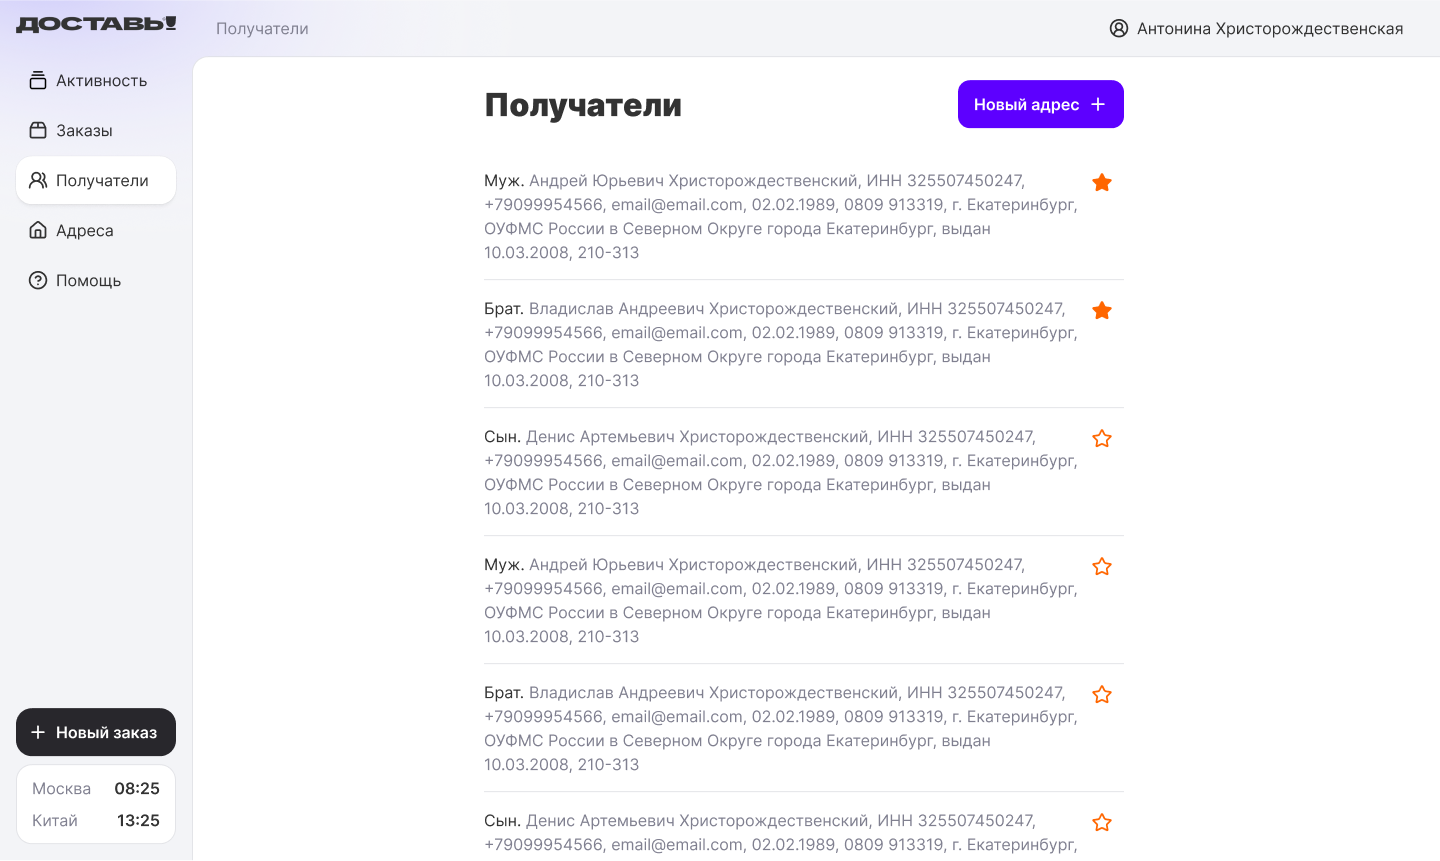 ДОСТАВЬ!
Получатели
Антонина Христорождественская
Активность
Заказы
Получатели
Адреса
Помощь
Новый заказ
Москва 08:25
Китай 13:25
Получатели
Новый адрес
Муж. Андрей Юрьевич Христорождественский, ИНН 325507450247,
+79099954566, email@email.com, 02.02.1989, 0809 913319, г. Екатеринбург,
ОУФМС России в Северном Округе города Екатеринбург, выдан
10.03.2008, 210-313
Брат. Владислав Андреевич Христорождественский, ИНН 325507450247,
+79099954566, email@email.com, 02.02.1989, 0809 913319, г. Екатеринбург,
ОУФМС России в Северном Округе города Екатеринбург, выдан
10.03.2008, 210-313
Сын. Денис Артемьевич Христорождественский, ИНН 325507450247,
+79099954566, email@email.com, 02.02.1989, 0809 913319, г. Екатеринбург,
ОУФМС России в Северном Округе города Екатеринбург, выдан
10.03.2008, 210-313
Муж. Андрей Юрьевич Христорождественский, ИНН 325507450247,
+79099954566, email@email.com, 02.02.1989, 0809 913319, г. Екатеринбург,
ОУФМС России в Северном Округе города Екатеринбург, выдан
10.03.2008, 210-313
Брат. Владислав Андреевич Христорождественский, ИНН 325507450247,
+79099954566, email@email.com, 02.02.1989, 0809 913319, г. Екатеринбург,
ОУФМС России в Северном Округе города Екатеринбург, выдан
10.03.2008, 210-313
Сын. Денис Артемьевич Христорождественский, ИНН 325507450247,
+79099954566, email@email.com, 02.02.1989, 0809 913319, г. Екатеринбург,